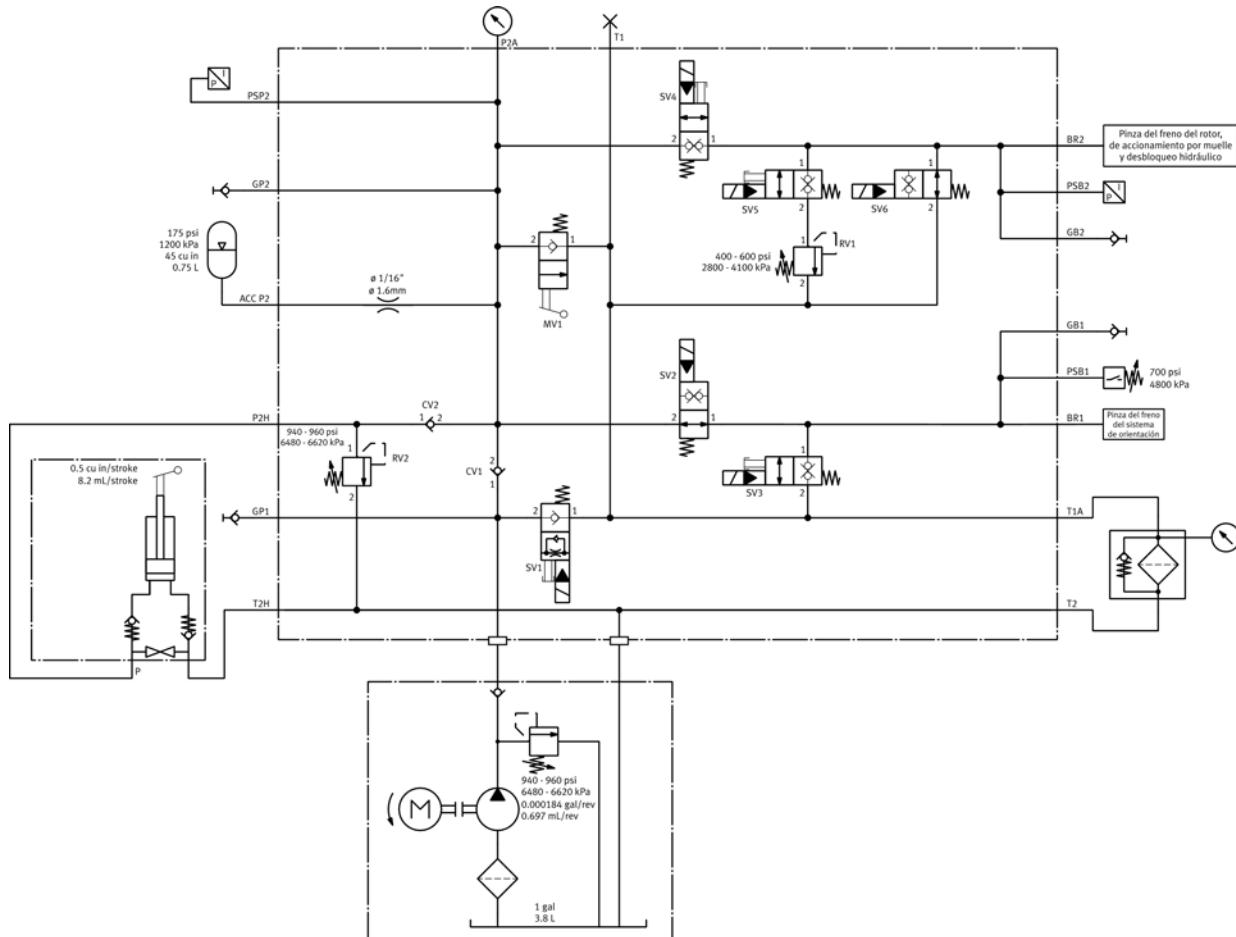 P2A
T1
I
P
PSP2
SV4
2
1
BR2
Pinza del freno del rotor,
de accionamiento por muelle
y desbloqueo hidráulico
1
2
SV5
1
2
SV6
PSB2
I
P
GP2
GB2
175 psi
1200 kPa
45 cu in
0.75 L
2
1
MV1
400 - 600 psi
2800 - 4100 kPa
1
RV1
2
ø 1/16"
ø 1.6mm
ACC P2
GB1
SV2
2
1
PSB1
700 psi
4800 kPa
P2H
CV2
1
2
BR1
Pinza del freno
del sistema
de orientación
940 - 960 psi
6480 - 6620 kPa
1
RV2
2
CV1
2
1
1
2
SV3
0.5 cu in/stroke
8.2 mL/stroke
GP1
2
1
SV1
T1A
T2H
T2
P
M
940 - 960 psi
6480 - 6620 kPa
0.000184 gal/rev
0.697 mL/rev
1 gal
3.8 L